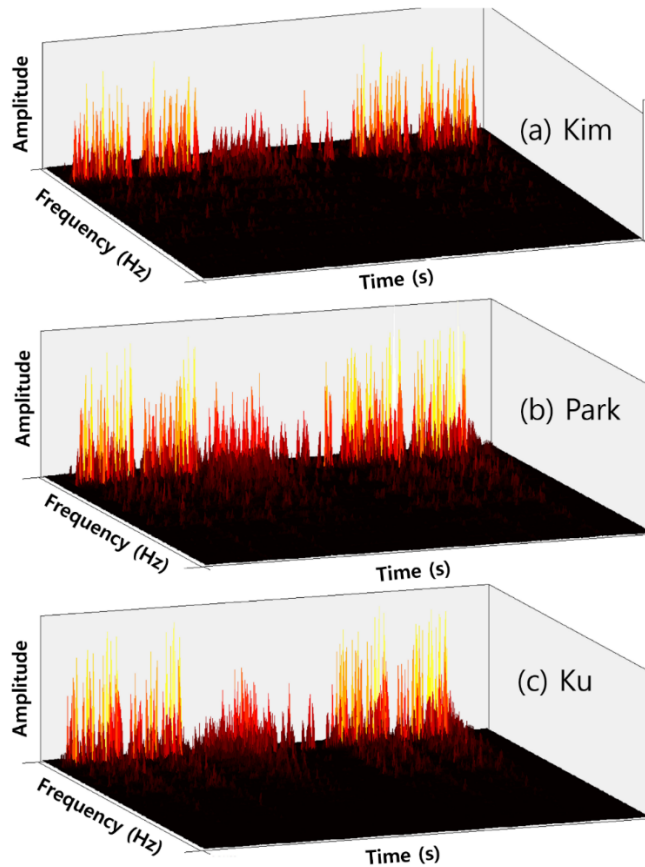 Amplitude
(a) Kim
Frequency (Hz)
Time (s)
Amplitude
(b) Park
Frequency (Hz)
Time (s)
Amplitude
(c) Ku
Frequency (Hz)
Time (s)